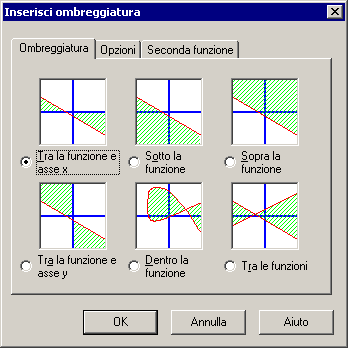 Inserisci ombreggiatura
Ombreggiatura
Opzioni
Seconda funzione
Tra la funzione e
asse x
Sotto la
funzione
Sopra la
funzione
Tra la funzione e
asse y
Dentro la
funzione
Tra le funzioni
OK
Annulla
Aiuto